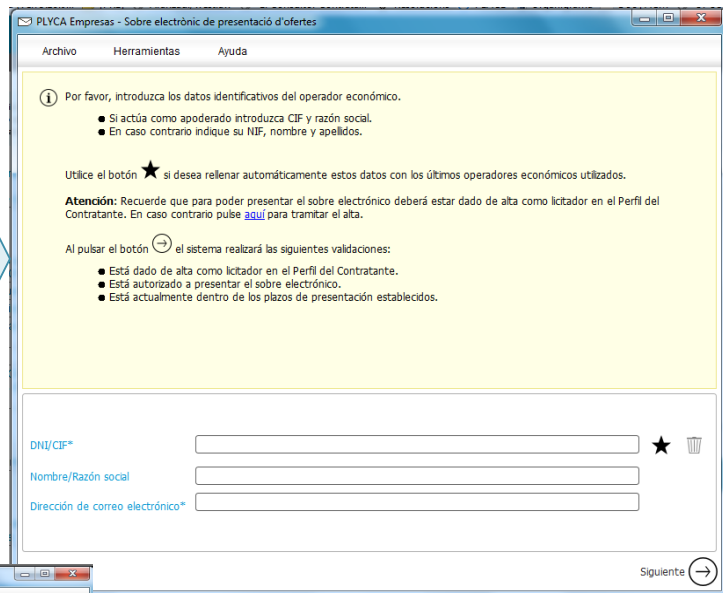 PLYCA Empresas - Sobre electrònic de presentació d'ofertes
Archivo Herramientas Ayuda
Por favor, introduzca los datos identificativos del operador económico.
Si actúa como apoderado introduzca CIF y razón social.
En caso contrario indique su NIF, nombre y apellidos.
Utilice el botón ★ si desea rellenar automáticamente estos datos con los últimos operadores económicos utilizados.
Atención: Recuerde que para poder presentar el sobre electrónico deberá estar dado de alta como licitador en el Perfil del
Contratante. En caso contrario pulse aquí para tramitar el alta.
Al pulsar el botón → el sistema realizará las siguientes validaciones:
Está dado de alta como licitador en el Perfil del Contratante.
Está autorizado a presentar el sobre electrónico.
Está actualmente dentro de los plazos de presentación establecidos.
DNI/CIF*
Nombre/Razón social
Dirección de correo electrónico*
Siguiente